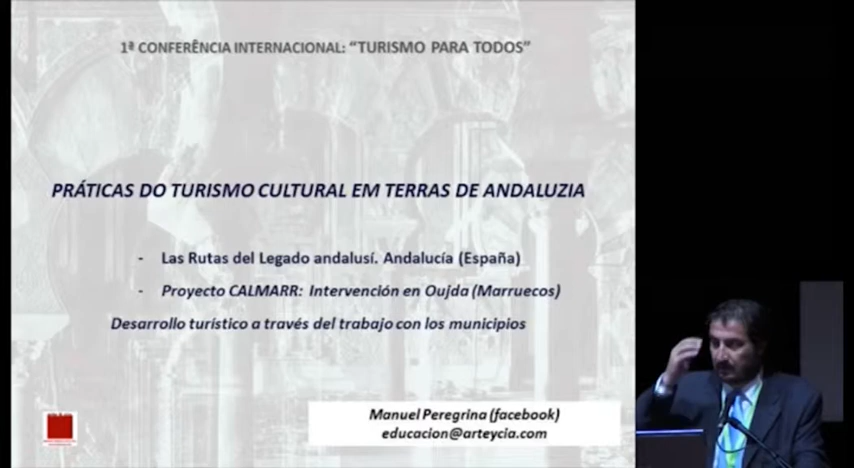 1ª CONFERÊNCIA INTERNACIONAL: “TURISMO PARA TODOS”
PRÁTICAS DO TURISMO CULTURAL EM TERRAS DE ANDALUZIA
- Las Rutas del Legado andalusí. Andalucía (España)
- Proyecto CALMARR: Intervención en Oujda (Marruecos)
Desarrollo turístico a través del trabajo con los municipios
Manuel Peregrina (facebook)
educacion@arteycia.com